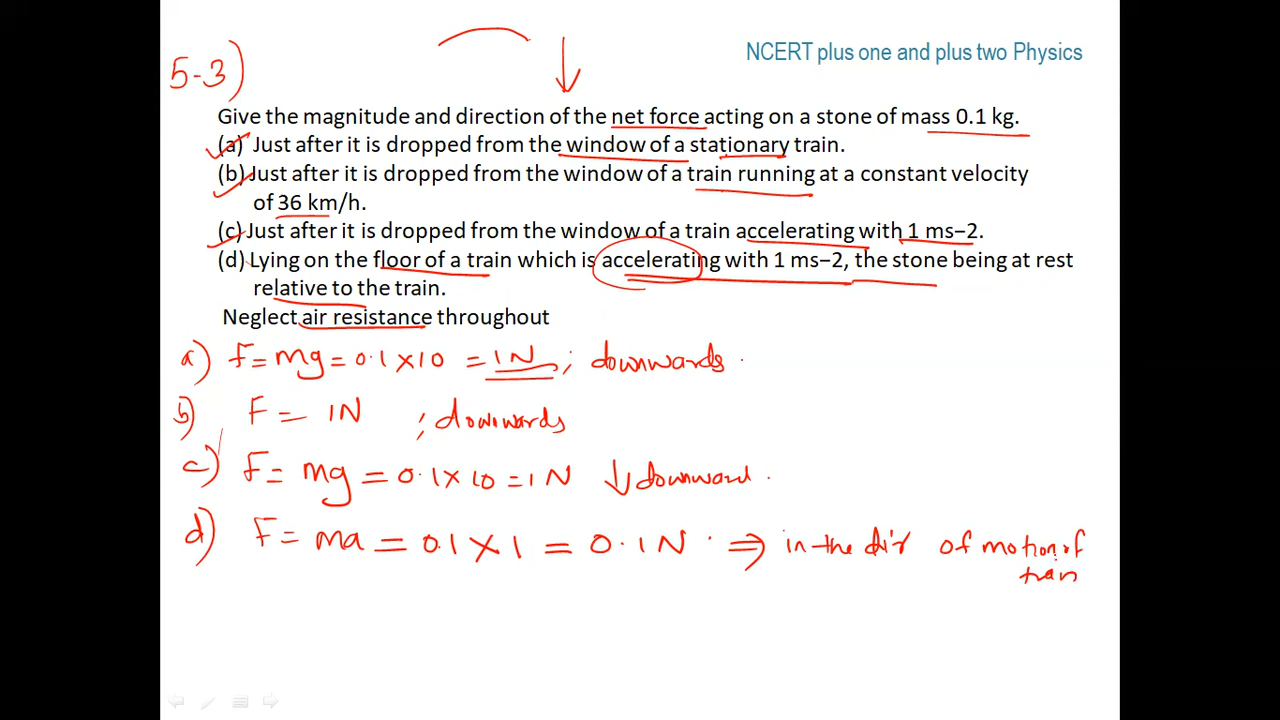 NCERT plus one and plus two Physics
5-3)
Give the magnitude and direction of the net force acting on a stone of mass 0.1 kg.
(a) Just after it is dropped from the window of a stationary train.
(b) Just after it is dropped from the window of a train running at a constant velocity
of 36 km/h.
(c) Just after it is dropped from the window of a train accelerating with 1 ms−2.
(d) Lying on the floor of a train which is accelerating with 1 ms−2, the stone being at rest
relative to the train.
Neglect air resistance throughout
a) F = mg = 0.1 × 10 = 1N ; downwards.
b) F = 1N ; downwards
c) F = mg = 0.1 × 10 = 1N ↓ downward.
d) F = ma = 0.1 × 1 = 0.1N. ⇒ in the dir of motion of
train